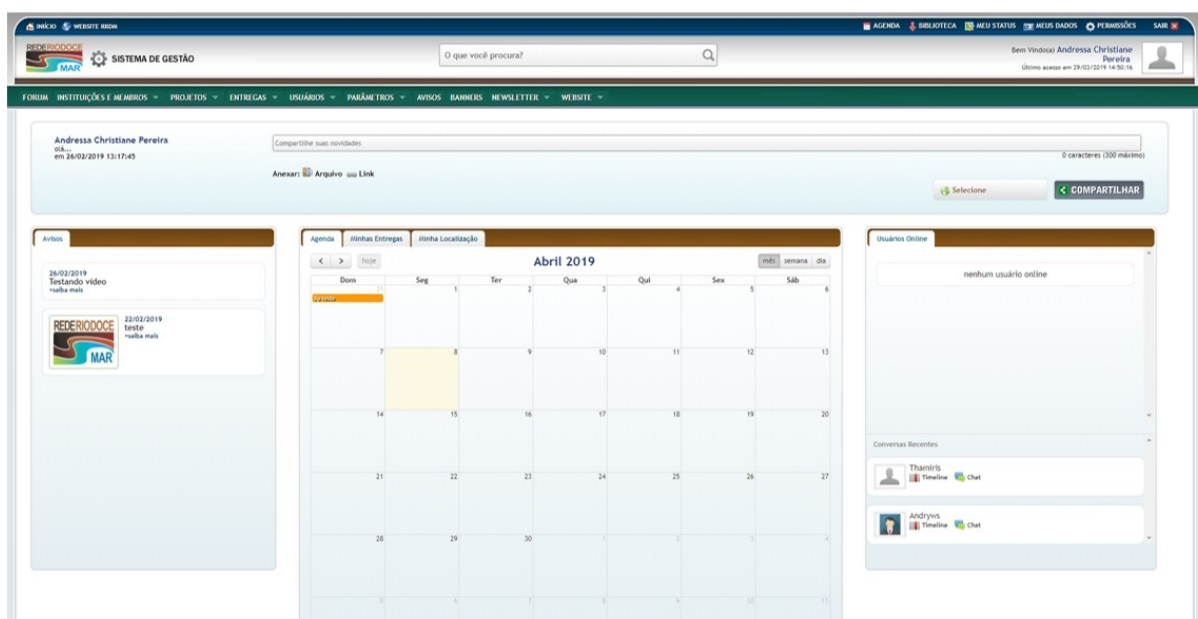 INÍCIO WEBSITE RRDM
AGENDA BIBLIOTECA MEU STATUS MEUS DADOS PERMISSÕES SAIR
REDERIODOCE
MAR
SISTEMA DE GESTÃO
O que você procura?
Bem Vindo(a) Andressa Christiane
Pereira
Último acesso em 29/03/2019 14:50:16
FORUM INSTITUIÇÕES E MEMBROS PROJETOS ENTREGAS USUÁRIOS PARÂMETROS AVISOS BANNERS NEWSLETTER WEBSITE
Andressa Christiane Pereira
olá...
em 26/02/2019 13:17:45
Compartilhe suas novidades
0 caracteres (300 máximo)
Anexar: Arquivo Link
Selecione
COMPARTILHAR
Avisos
26/02/2019
Testando vídeo
+saiba mais
REDERIODOCE
MAR
22/02/2019
teste
+saiba mais
Agenda Minhas Entregas Minha Localização
hoje
Abril 2019
mês semana dia
Dom Seg Ter Qua Qui Sex Sáb
31 1 2 3 4 5 6
7 8 9 10 11 12 13
14 15 16 17 18 19 20
21 22 23 24 25 26 27
28 29 30 1 2 3 4
5 6 7 8 9 10 11
Usuários Online
nenhum usuário online
Conversas Recentes
Thamiris
Timeline Chat
Andryws
Timeline Chat